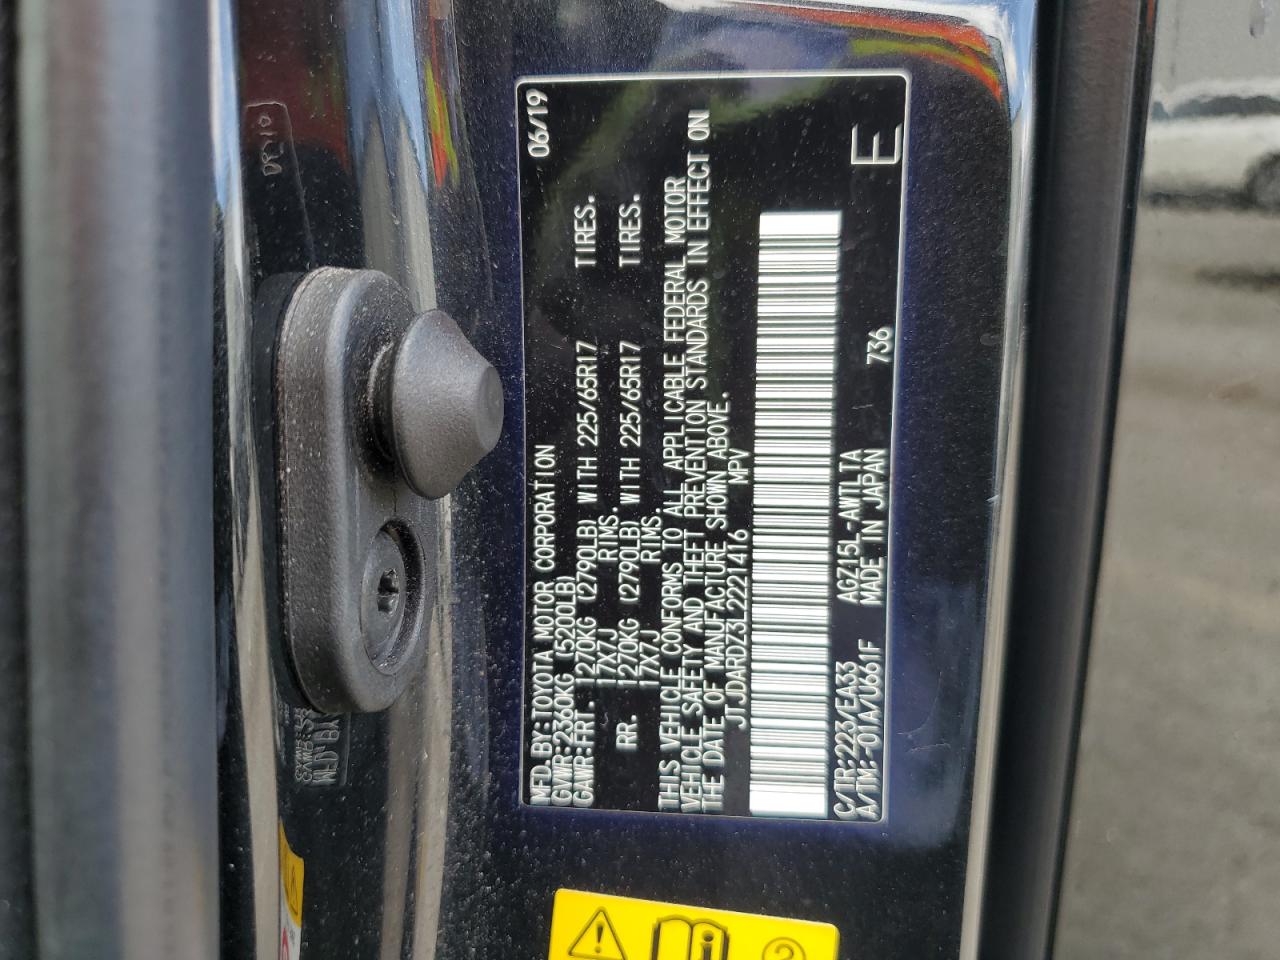 MFD. BY: TOYOTA MOTOR CORPORATION 06/19
GVWR: 2360KG (5200LB)
GAWR: FRT. 1270KG (2790LB) WITH 225/65R17 TIRES.
17X7J RIMS.
RR. 1270KG (2790LB) WITH 225/65R17 TIRES.
17X7J RIMS.
THIS VEHICLE CONFORMS TO ALL APPLICABLE FEDERAL MOTOR
VEHICLE SAFETY AND THEFT PREVENTION STANDARDS IN EFFECT ON
THE DATE OF MANUFACTURE SHOWN ABOVE.
JTJDARDZ3L2221416 MPV
C/TR: 223/EA33 AGZ15L-AWTLTA
A/TM: -01A/U661F MADE IN JAPAN 736
E